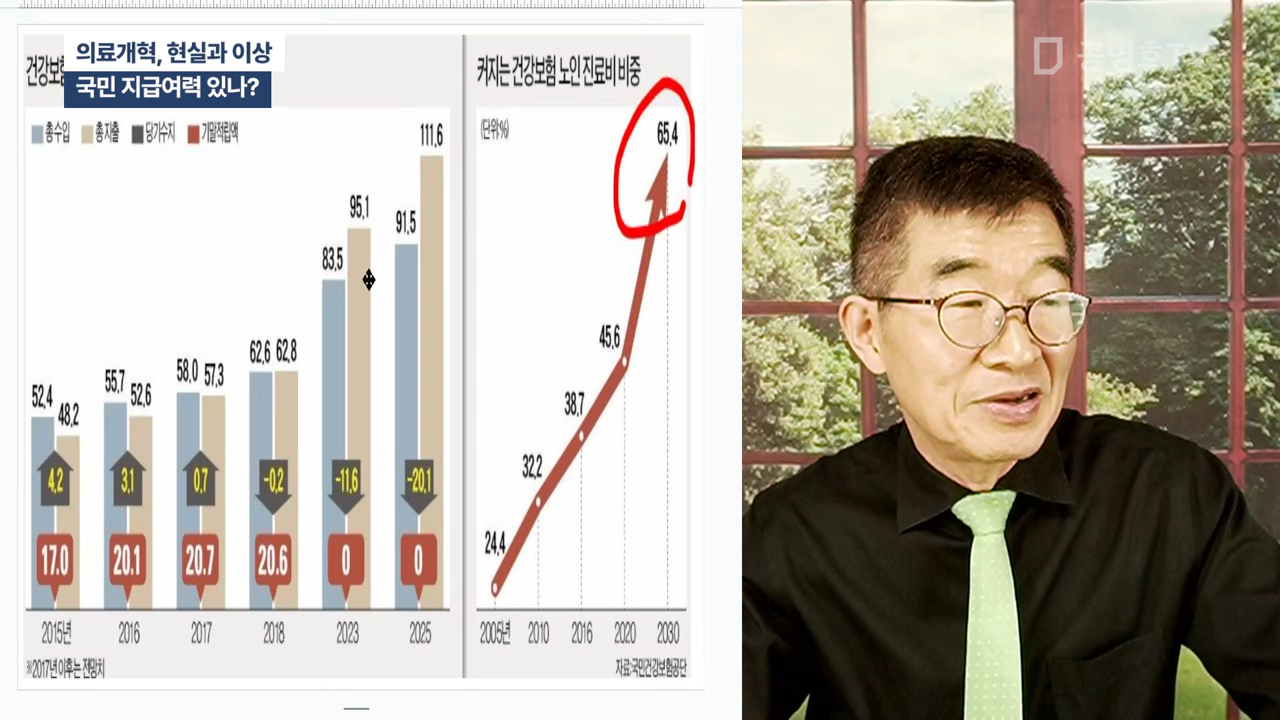 의료개혁, 현실과 이상
국민 지급여력 있나?
건강보험
총수입 총지출 당기수지 기말적립액
52.4 48.2 55.7 52.6 58.0 57.3 62.6 62.8 83.5 95.1 91.5 111.6
4.2 3.1 0.7 -0.2 -11.6 -20.1
17.0 20.1 20.7 20.6 0 0
2015년 2016 2017 2018 2023 2025
※2017년 이후는 전망치
커지는 건강보험 노인 진료비 비중
(단위:%)
24.4 32.2 38.7 45.6 65.4
2005년 2010 2016 2020 2030
자료:국민건강보험공단
공병호TV